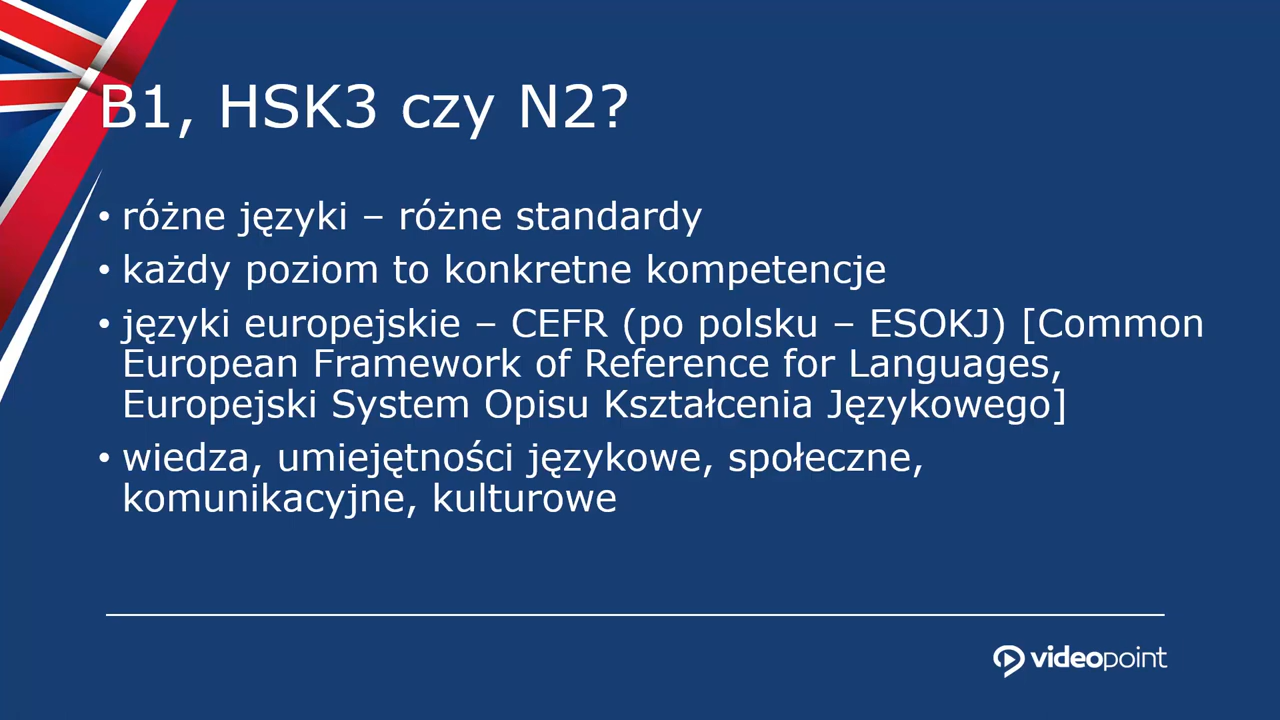 B1, HSK3 czy N2?
• różne języki – różne standardy
• każdy poziom to konkretne kompetencje
• języki europejskie – CEFR (po polsku – ESOKJ) [Common
European Framework of Reference for Languages,
Europejski System Opisu Kształcenia Językowego]
• wiedza, umiejętności językowe, społeczne,
komunikacyjne, kulturowe
videopoint